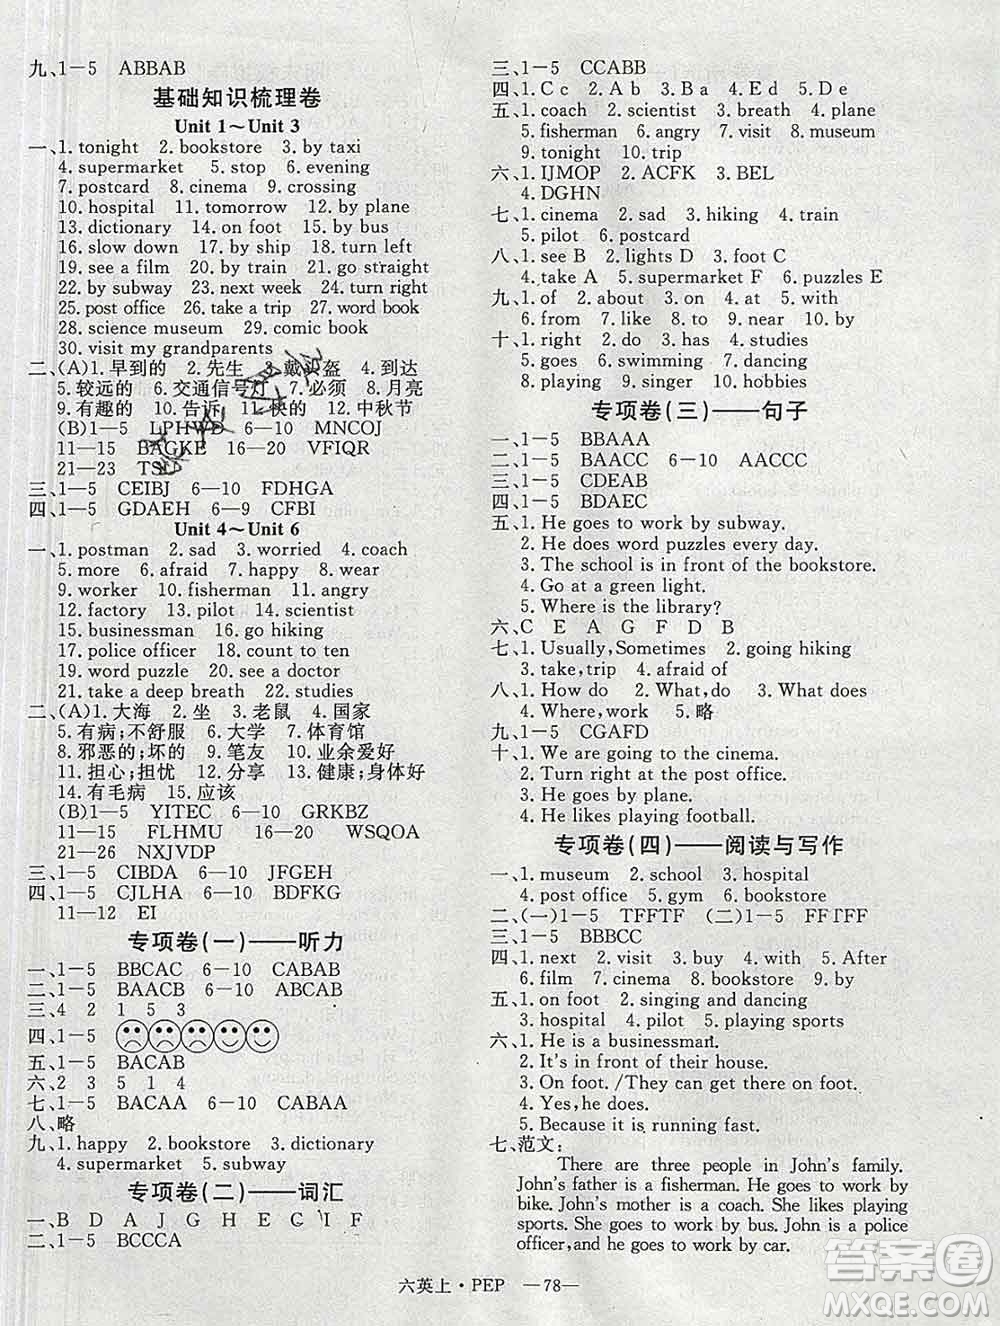 九、1—5 ABBAB
基础知识梳理卷
Unit 1～Unit 3
一、1. tonight 2. bookstore 3. by taxi
4. supermarket 5. stop 6. evening
7. postcard 8. cinema 9. crossing
10. hospital 11. tomorrow 12. by plane
13. dictionary 14. on foot 15. by bus
16. slow down 17. by ship 18. turn left
19. see a film 20. by train 21. go straight
22. by subway 23. next week 24. turn right
25. post office 26. take a trip 27. word book
28. science museum 29. comic book
30. visit my grandparents
二、(A)1. 早到的 2. 先生 3. 戴头盔 4. 到达
5. 较远的 6. 交通信号灯 7. 必须 8. 月亮
9. 有趣的 10. 告诉 11. 快的 12. 中秋节
(B)1—5 LPHWD 6—10 MNCOJ
11—15 BAGKE 16—20 VFIQR
21—23 TSU
三、1—5 CEIBJ 6—10 FDHGA
四、1—5 GDAEH 6—9 CFBI
Unit 4～Unit 6
一、1. postman 2. sad 3. worried 4. coach
5. more 6. afraid 7. happy 8. wear
9. worker 10. fisherman 11. angry
12. factory 13. pilot 14. scientist
15. businessman 16. go hiking
17. police officer 18. count to ten
19. word puzzle 20. see a doctor
21. take a deep breath 22. studies
二、(A)1. 大海 2. 坐 3. 老鼠 4. 国家
5. 有病;不舒服 6. 大学 7. 体育馆
8. 邪恶的;坏的 9. 笔友 10. 业余爱好
11. 担心;担忧 12. 分享 13. 健康;身体好
14. 有毛病 15. 应该
(B)1—5 YITEC 6—10 GRKBZ
11—15 FLHMU 16—20 WSQOA
21—26 NXJVDP
三、1—5 CIBDA 6—10 JFGEH
四、1—5 CJLHA 6—10 BDFKG
11—12 EI
专项卷(一)——听力
一、1—5 BBCAC 6—10 CABAB
二、1—5 BAACB 6—10 ABCAB
三、4 2 1 5 3
四、1—5
五、1—5 BACAB
六、2 3 5 1 4
七、1—5 BACAA 6—10 CABAA
八、略
九、1. happy 2. bookstore 3. dictionary
4. supermarket 5. subway
专项卷(二)——词汇
一、B D A J G H E C I F
二、1—5 BCCCA
三、1—5 CCABB
四、1. C c 2. A b 3. B a 4. B d 5. D e
五、1. coach 2. scientist 3. breath 4. plane
5. fisherman 6. angry 7. visit 8. museum
9. tonight 10. trip
六、1. IJMOP 2. ACFK 3. BEL
4. DGHN
七、1. cinema 2. sad 3. hiking 4. train
5. pilot 6. postcard
八、1. see B 2. lights D 3. foot C
4. take A 5. supermarket F 6. puzzles E
九、1. of 2. about 3. on 4. at 5. with
6. from 7. like 8. to 9. near 10. by
十、1. right 2. do 3. has 4. studies
5. goes 6. swimming 7. dancing
8. playing 9. singer 10. hobbies
专项卷(三)——句子
一、1—5 BBAAA
二、1—5 BAACC 6—10 AACCC
三、1—5 CDEAB
四、1—5 BDAEC
五、1. He goes to work by subway.
2. He does word puzzles every day.
3. The school is in front of the bookstore.
4. Go at a green light.
5. Where is the library?
六、C E A G F D B
七、1. Usually, Sometimes 2. going hiking
3. take, trip 4. afraid of
八、1. How do 2. What, do 3. What does
4. Where, work 5. 略
九、1—5 CGAFD
十、1. We are going to the cinema.
2. Turn right at the post office.
3. He goes by plane.
4. He likes playing football.
专项卷(四)——阅读与写作
一、1. museum 2. school 3. hospital
4. post office 5. gym 6. bookstore
二、(一)1—5 TFFTF (二)1—5 FFTFF
三、1—5 BBBCC
四、1. next 2. visit 3. buy 4. with 5. After
6. film 7. cinema 8. bookstore 9. by
五、1. on foot 2. singing and dancing
3. hospital 4. pilot 5. playing sports
六、1. He is a businessman.
2. It's in front of their house.
3. On foot. /They can get there on foot.
4. Yes, he does.
5. Because it is running fast.
七、范文:
There are three people in John's family.
John's father is a fisherman. He goes to work by
bike. John's mother is a coach. She likes playing
sports. She goes to work by bus. John is a police
officer, and he goes to work by car.
六英上·PEP —78—
答案圈
MXQE.COM